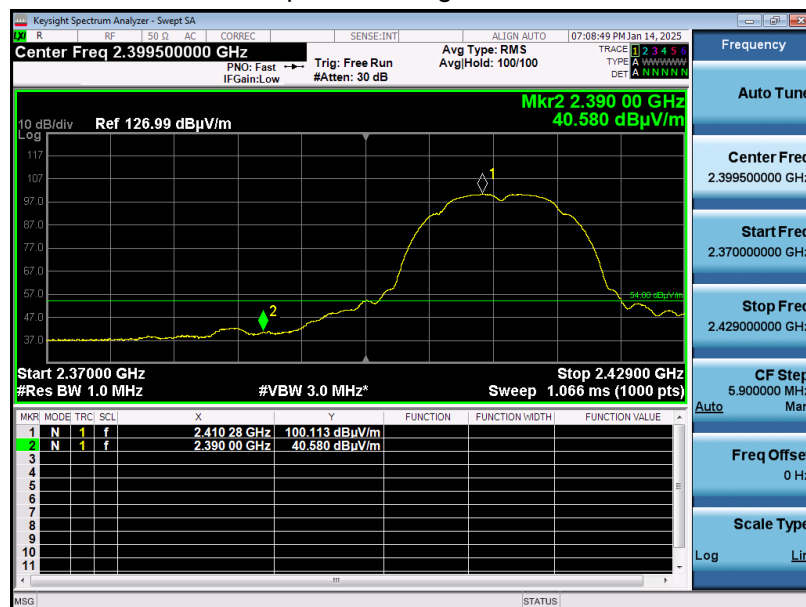 Keysight Spectrum Analyzer - Swept SA
LXI R RF 50 Ω AC CORREC SENSE:INT ALIGN AUTO 07:08:49 PM Jan 14, 2025
Center Freq 2.399500000 GHz
PNO: Fast
IFGain:Low
Trig: Free Run
#Atten: 30 dB
Avg Type: RMS
Avg|Hold: 100/100
TRACE 1 2 3 4 5 6
TYPE A WWWWW
DET A N N N N N
Mkr2 2.390 00 GHz
40.580 dBµV/m
10 dB/div Ref 126.99 dBµV/m
Log
117
107
97.0
87.0
77.0
67.0
57.0
47.0
37.0
1
2
54.00 dBµV/m
Start 2.37000 GHz Stop 2.42900 GHz
#Res BW 1.0 MHz #VBW 3.0 MHz* Sweep 1.066 ms (1000 pts)
MKR MODE TRC SCL X Y FUNCTION FUNCTION WIDTH FUNCTION VALUE
1 N 1 f 2.410 28 GHz 100.113 dBµV/m
2 N 1 f 2.390 00 GHz 40.580 dBµV/m
3
4
5
6
7
8
9
10
11
MSG STATUS
Frequency
Auto Tune
Center Freq
2.399500000 GHz
Start Freq
2.370000000 GHz
Stop Freq
2.429000000 GHz
CF Step
5.900000 MHz
Auto Man
Freq Offset
0 Hz
Scale Type
Log Lin